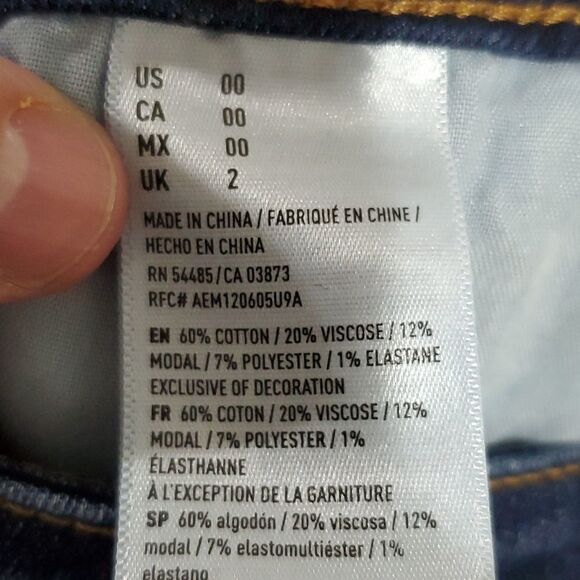 US 00
CA 00
MX 00
UK 2
MADE IN CHINA / FABRIQUÉ EN CHINE /
HECHO EN CHINA
RN 54485 / CA 03873
RFC# AEM120605U9A
EN 60% COTTON / 20% VISCOSE / 12%
MODAL / 7% POLYESTER / 1% ELASTANE
EXCLUSIVE OF DECORATION
FR 60% COTON / 20% VISCOSE / 12%
MODAL / 7% POLYESTER / 1%
ÉLASTHANNE
À L'EXCEPTION DE LA GARNITURE
SP 60% algodón / 20% viscosa / 12%
modal / 7% elastomultiéster / 1%
elastano